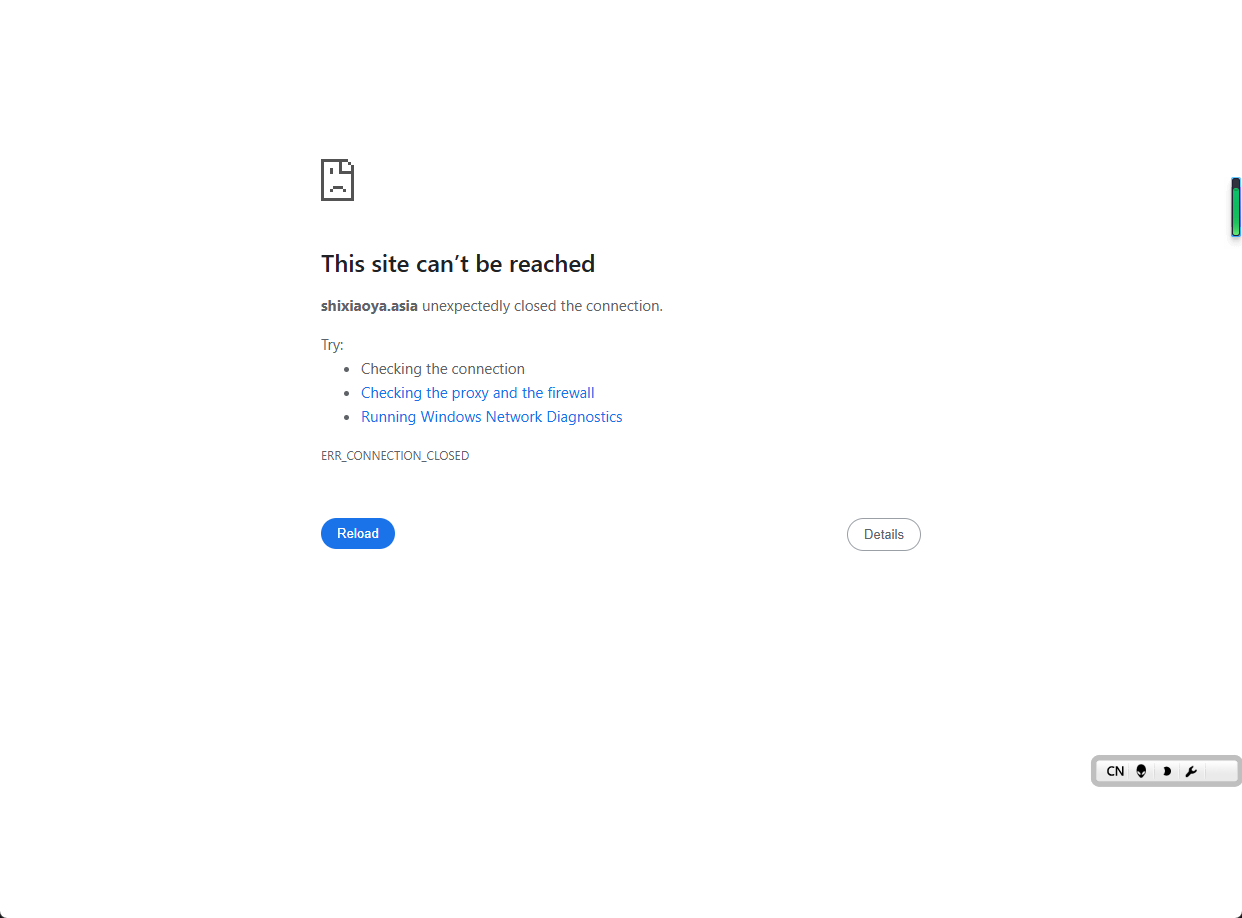 This site can’t be reached
shixiaoya.asia unexpectedly closed the connection.
Try:
Checking the connection
Checking the proxy and the firewall
Running Windows Network Diagnostics
ERR_CONNECTION_CLOSED
Reload
Details
CN